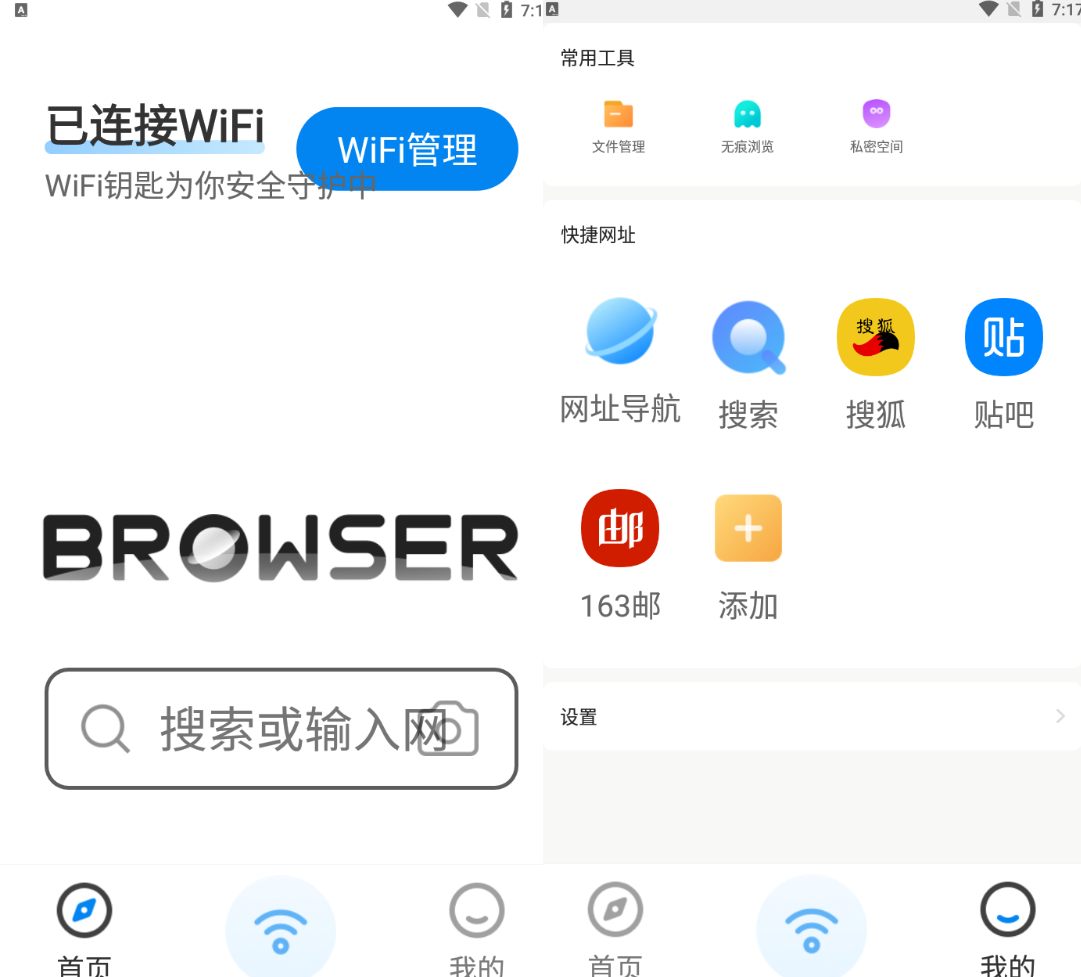 7:1
已连接WiFi
WiFi管理
WiFi钥匙为你安全守护中
BROWSER
搜索或输入网
首页
我的
7:17
常用工具
文件管理
无痕浏览
私密空间
快捷网址
搜狐
贴
网址导航
搜索
搜狐
贴吧
邮
163邮
添加
设置
首页
我的